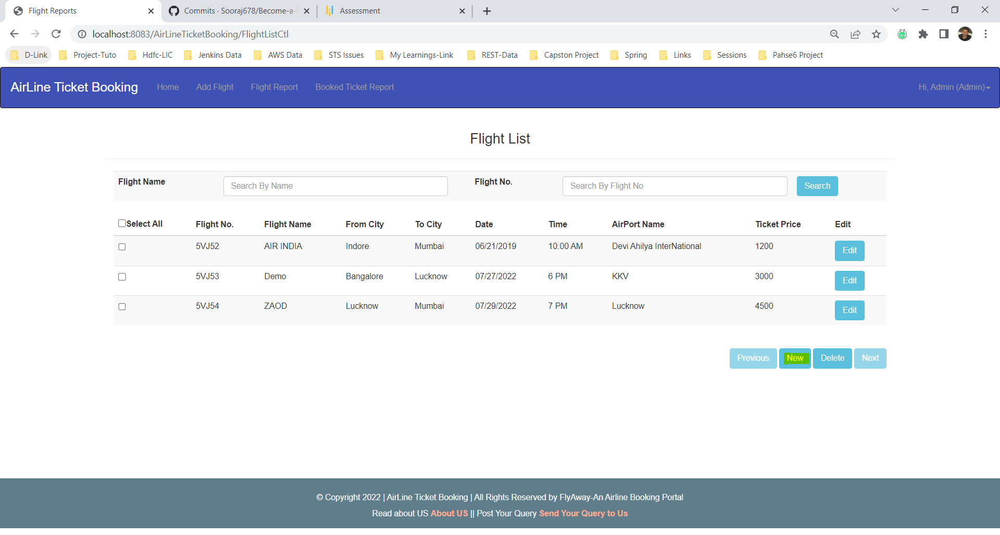 Flight Reports
Commits · Sooraj678/Become-a-
Assessment
localhost:8083/AirLineTicketBooking/FlightListCtl
D-Link Project-Tuto Hdfc-LIC Jenkins Data AWS Data STS Issues My Learnings-Link REST-Data Capston Project Spring Links Sessions Pahse6 Project
AirLine Ticket Booking Home Add Flight Flight Report Booked Ticket Report Hi, Admin (Admin)
Flight List
Flight Name Search By Name Flight No. Search By Flight No Search
Select All Flight No. Flight Name From City To City Date Time AirPort Name Ticket Price Edit
5VJ52 AIR INDIA Indore Mumbai 06/21/2019 10:00 AM Devi Ahilya InterNational 1200 Edit
5VJ53 Demo Bangalore Lucknow 07/27/2022 6 PM KKV 3000 Edit
5VJ54 ZAOD Lucknow Mumbai 07/29/2022 7 PM Lucknow 4500 Edit
Previous New Delete Next
© Copyright 2022 | AirLine Ticket Booking | All Rights Reserved by FlyAway-An Airline Booking Portal
Read about US About US || Post Your Query Send Your Query to Us